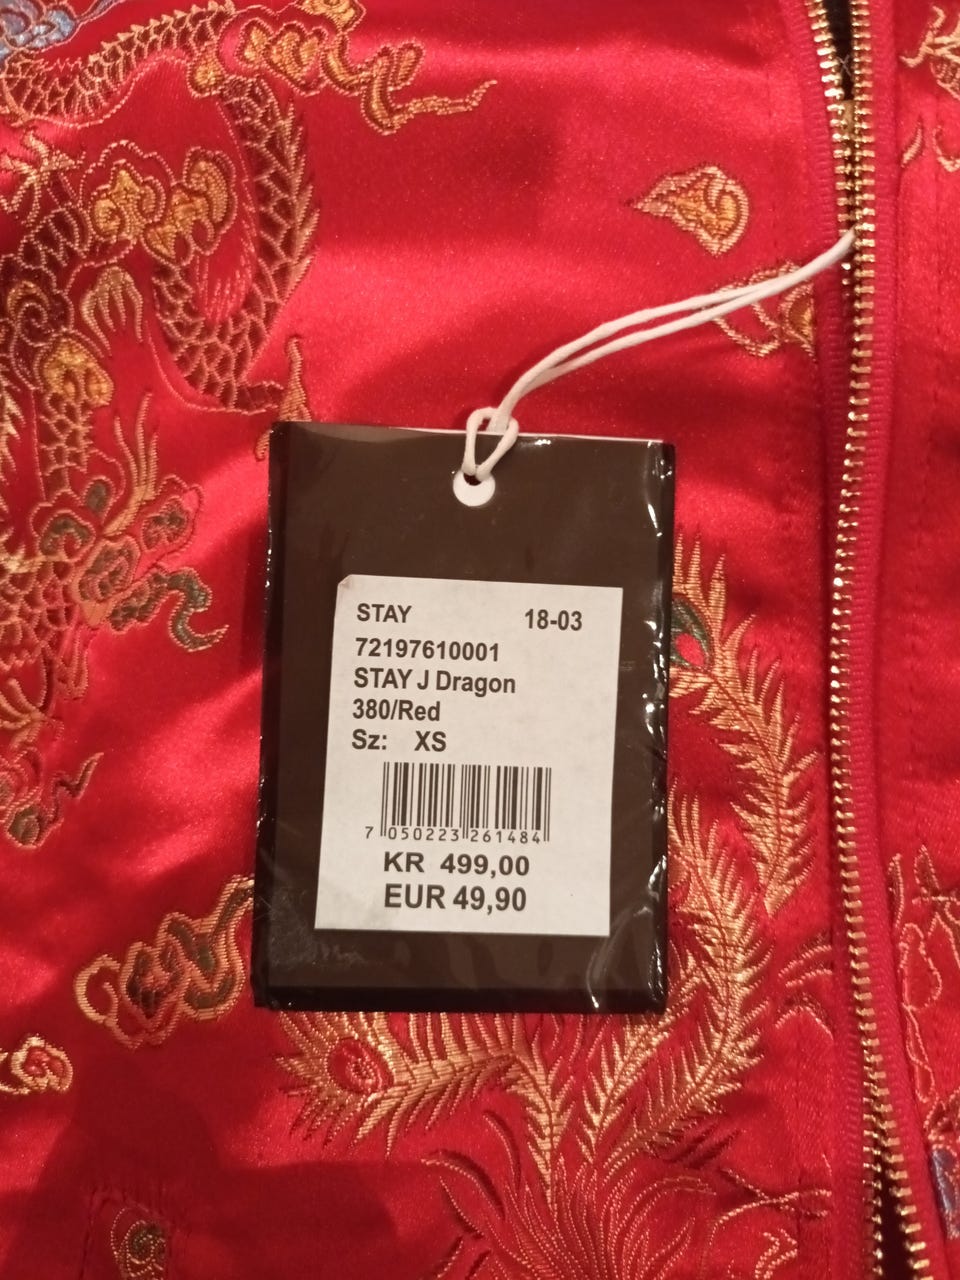 STAY 18-03
72197610001
STAY J Dragon
380/Red
Sz: XS
7 050223 261484
KR 499,00
EUR 49,90